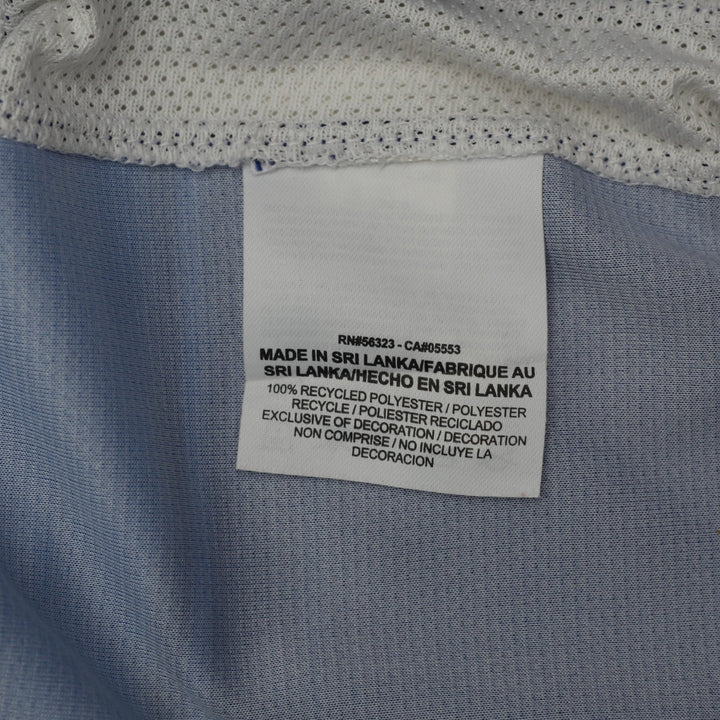 RN#56323 - CA#05553
MADE IN SRI LANKA/FABRIQUE AU
SRI LANKA/HECHO EN SRI LANKA
100% RECYCLED POLYESTER / POLYESTER
RECYCLE / POLIESTER RECICLADO
EXCLUSIVE OF DECORATION / DECORATION
NON COMPRISE / NO INCLUYE LA
DECORACION